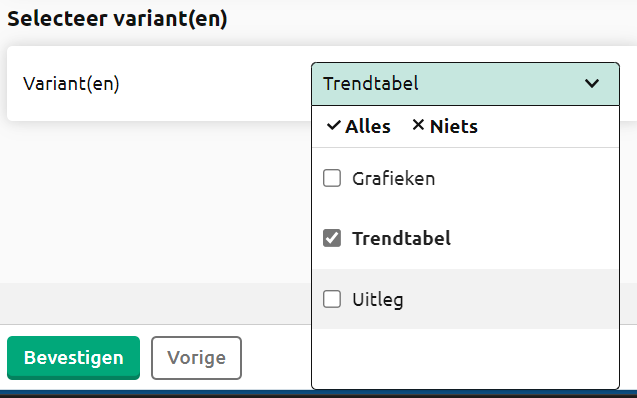 Selecteer variant(en)
Variant(en)
Trendtabel
Alles Niets
Grafieken
Trendtabel
Uitleg
Bevestigen Vorige